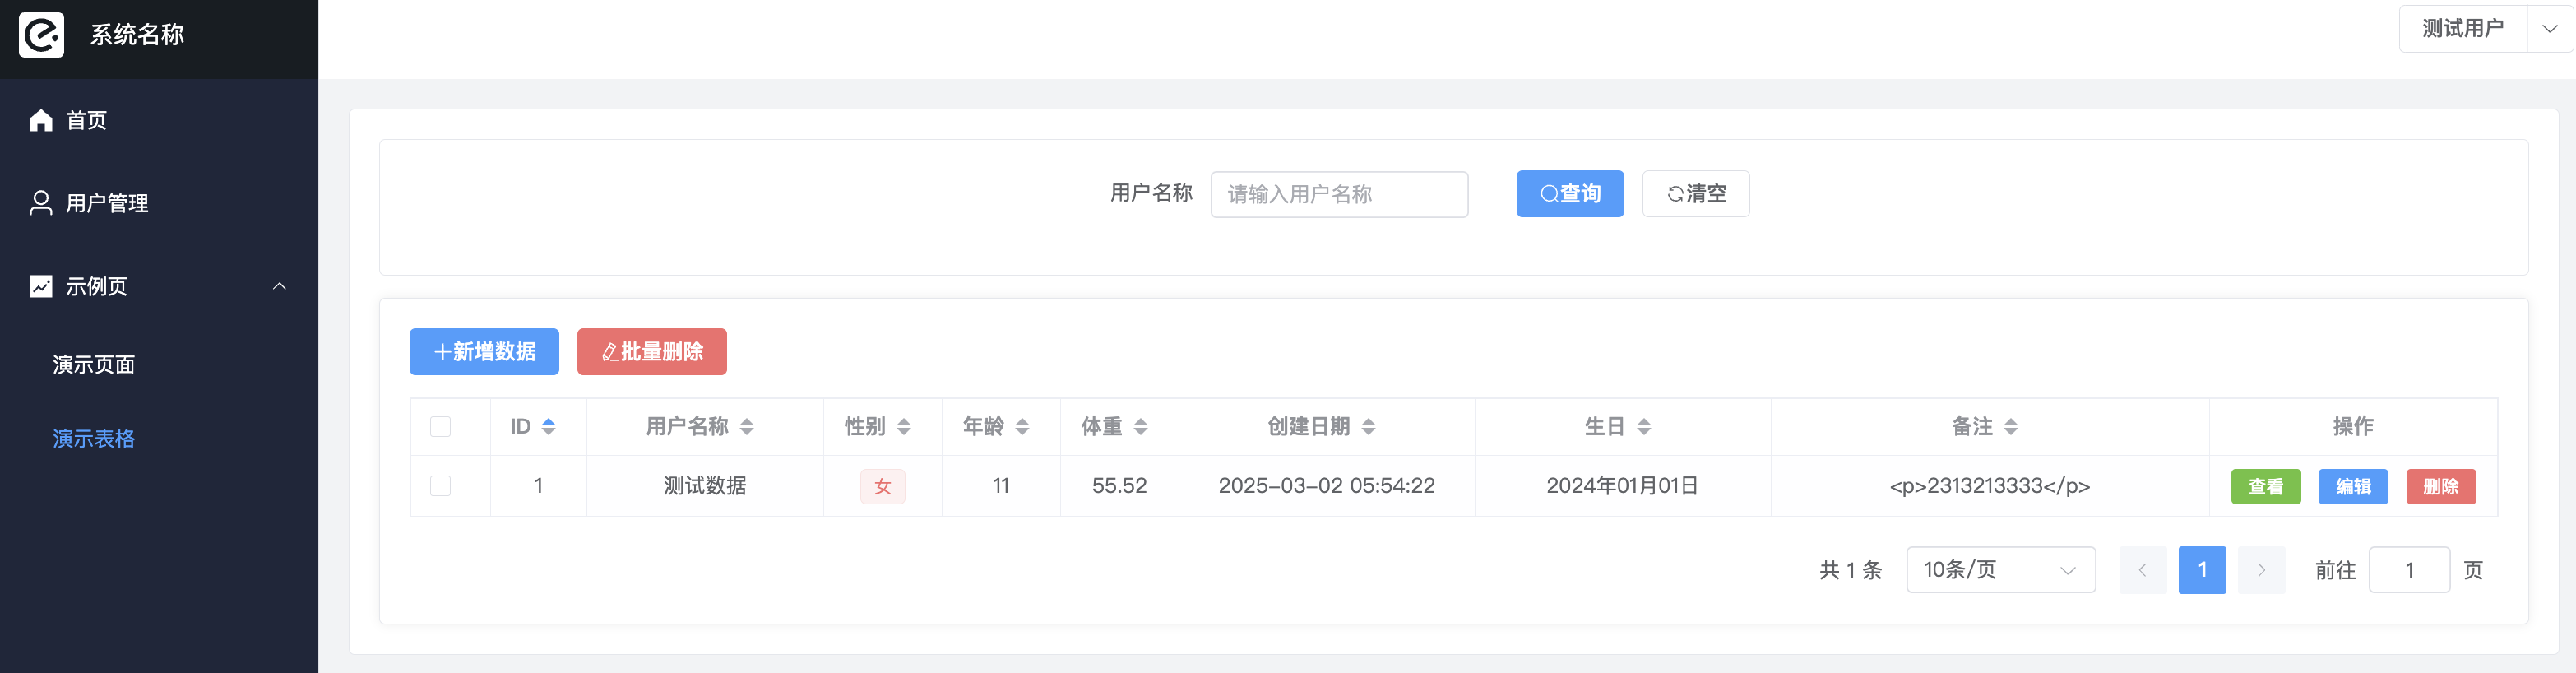 系统名称
测试用户
首页
用户管理
示例页
演示页面
演示表格
用户名称 请输入用户名称 查询 清空
新增数据 批量删除
ID 用户名称 性别 年龄 体重 创建日期 生日 备注 操作
1 测试数据 女 11 55.52 2025-03-02 05:54:22 2024年01月01日 <p>2313213333</p> 查看 编辑 删除
共 1 条 10条/页 1 前往 1 页